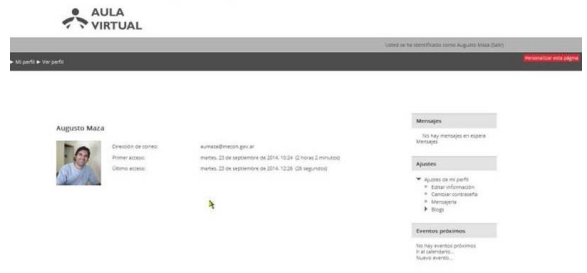 AULA
VIRTUAL
Usted se ha identificado como Augusto Maza (Salir)
► Mi perfil ► Ver perfil
Personalizar esta página
Augusto Maza
Dirección de correo:
aumaza@mecon.gov.ar
Primer acceso:
martes, 23 de septiembre de 2014, 10:24 (2 horas 2 minutos)
Último acceso:
martes, 23 de septiembre de 2014, 12:26 (26 segundos)
Mensajes
No hay mensajes en espera
Mensajes
Ajustes
Ajustes de mi perfil
Editar información
Cambiar contraseña
Mensajería
Blogs
Eventos próximos
No hay eventos próximos
Ir al calendario...
Nuevo evento...